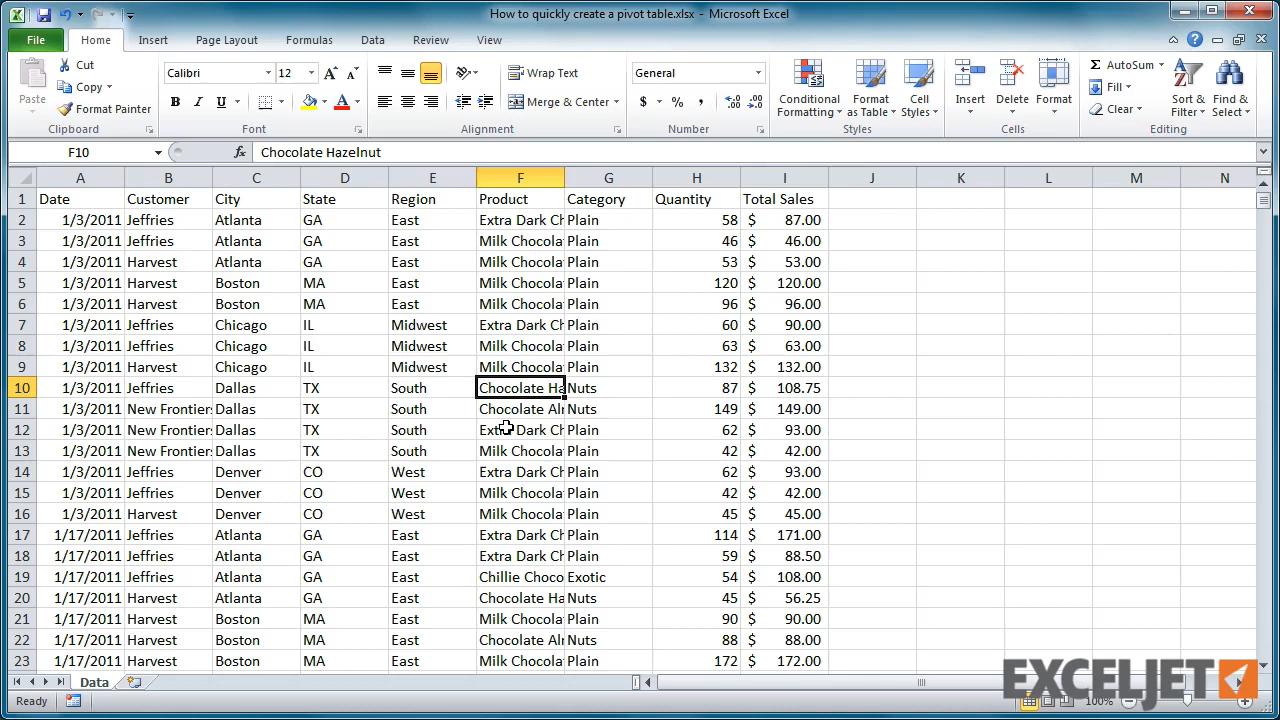 How to quickly create a pivot table.xlsx - Microsoft Excel
File Home Insert Page Layout Formulas Data Review View
Paste Cut Copy Format Painter Clipboard
Calibri 12 B I U A Font
Wrap Text Merge & Center Alignment
General $ % , Number
Conditional Formatting Format as Table Cell Styles Styles
Insert Delete Format Cells
AutoSum Fill Clear Sort & Filter Find & Select Editing
F10 fx Chocolate Hazelnut
A B C D E F G H I J K L M N
1 Date Customer City State Region Product Category Quantity Total Sales
2 1/3/2011 Jeffries Atlanta GA East Extra Dark Ch Plain 58 $ 87.00
3 1/3/2011 Jeffries Atlanta GA East Milk Chocola Plain 46 $ 46.00
4 1/3/2011 Harvest Atlanta GA East Milk Chocola Plain 53 $ 53.00
5 1/3/2011 Harvest Boston MA East Milk Chocola Plain 120 $ 120.00
6 1/3/2011 Harvest Boston MA East Milk Chocola Plain 96 $ 96.00
7 1/3/2011 Jeffries Chicago IL Midwest Extra Dark Ch Plain 60 $ 90.00
8 1/3/2011 Jeffries Chicago IL Midwest Milk Chocola Plain 63 $ 63.00
9 1/3/2011 Harvest Chicago IL Midwest Milk Chocola Plain 132 $ 132.00
10 1/3/2011 Jeffries Dallas TX South Chocolate Ha Nuts 87 $ 108.75
11 1/3/2011 New Frontiers Dallas TX South Chocolate Alm Nuts 149 $ 149.00
12 1/3/2011 New Frontiers Dallas TX South Extra Dark Ch Plain 62 $ 93.00
13 1/3/2011 New Frontiers Dallas TX South Milk Chocola Plain 42 $ 42.00
14 1/3/2011 Jeffries Denver CO West Extra Dark Ch Plain 62 $ 93.00
15 1/3/2011 Jeffries Denver CO West Milk Chocola Plain 42 $ 42.00
16 1/3/2011 Harvest Denver CO West Milk Chocola Plain 45 $ 45.00
17 1/17/2011 Jeffries Atlanta GA East Extra Dark Ch Plain 114 $ 171.00
18 1/17/2011 Jeffries Atlanta GA East Extra Dark Ch Plain 59 $ 88.50
19 1/17/2011 Jeffries Atlanta GA East Chillie Choco Exotic 54 $ 108.00
20 1/17/2011 Harvest Atlanta GA East Chocolate Ha Nuts 45 $ 56.25
21 1/17/2011 Harvest Boston MA East Milk Chocola Plain 90 $ 90.00
22 1/17/2011 Harvest Boston MA East Chocolate Alm Nuts 88 $ 88.00
23 1/17/2011 Harvest Boston MA East Milk Chocola Plain 172 $ 172.00
Data
Ready 100%
EXCELJET